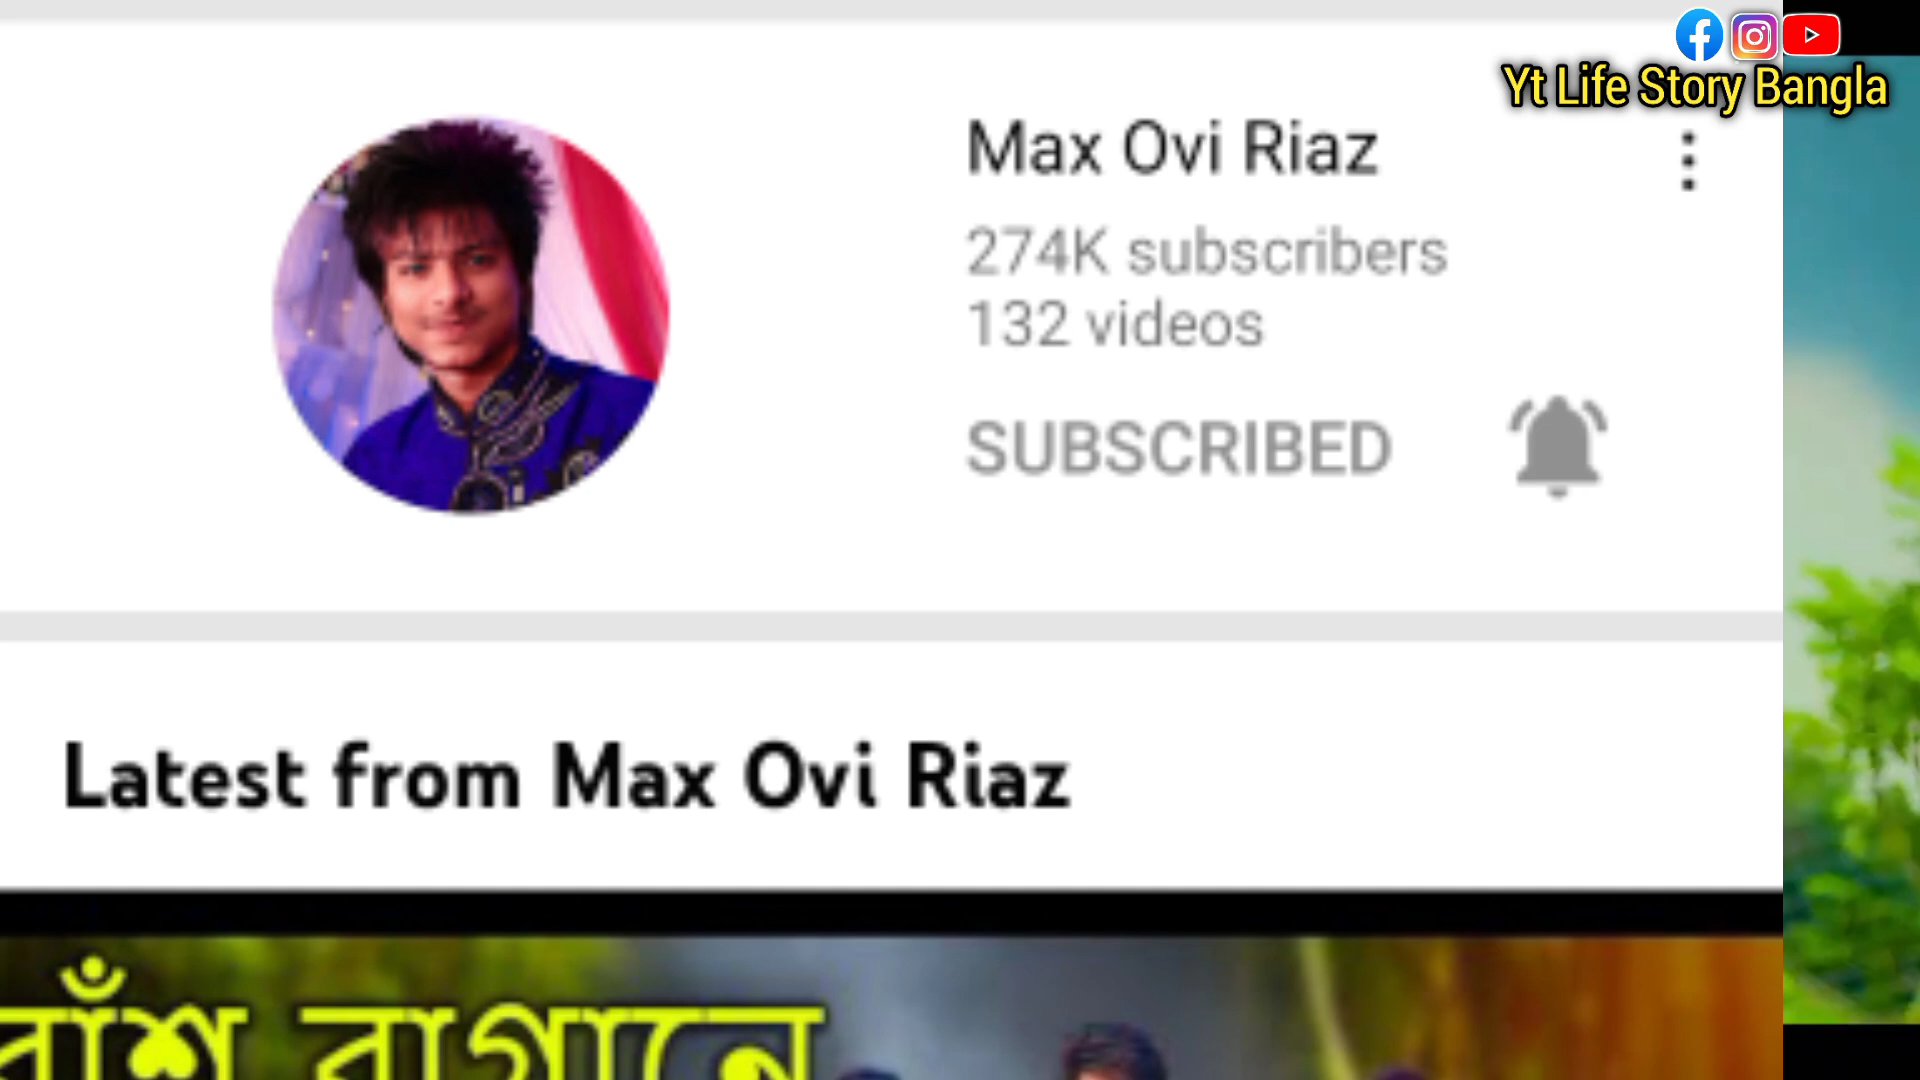 Yt Life Story Bangla
Max Ovi Riaz
274K subscribers
132 videos
SUBSCRIBED
Latest from Max Ovi Riaz
বাঁশ বাগানে